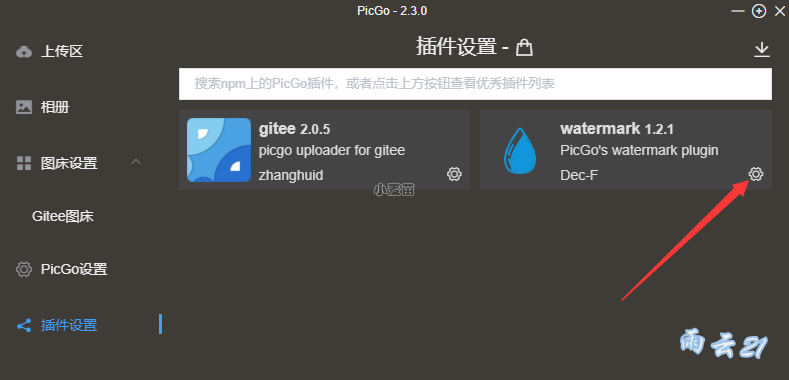 PicGo - 2.3.0
上传区
相册
图床设置
Gitee图床
PicGo设置
插件设置
插件设置 -
搜索npm上的PicGo插件，或者点击上方按钮查看优秀插件列表
gitee 2.0.5
picgo uploader for gitee
zhanghuid
watermark 1.2.1
PicGo's watermark plugin
Dec-F
小麦苗
雨云21